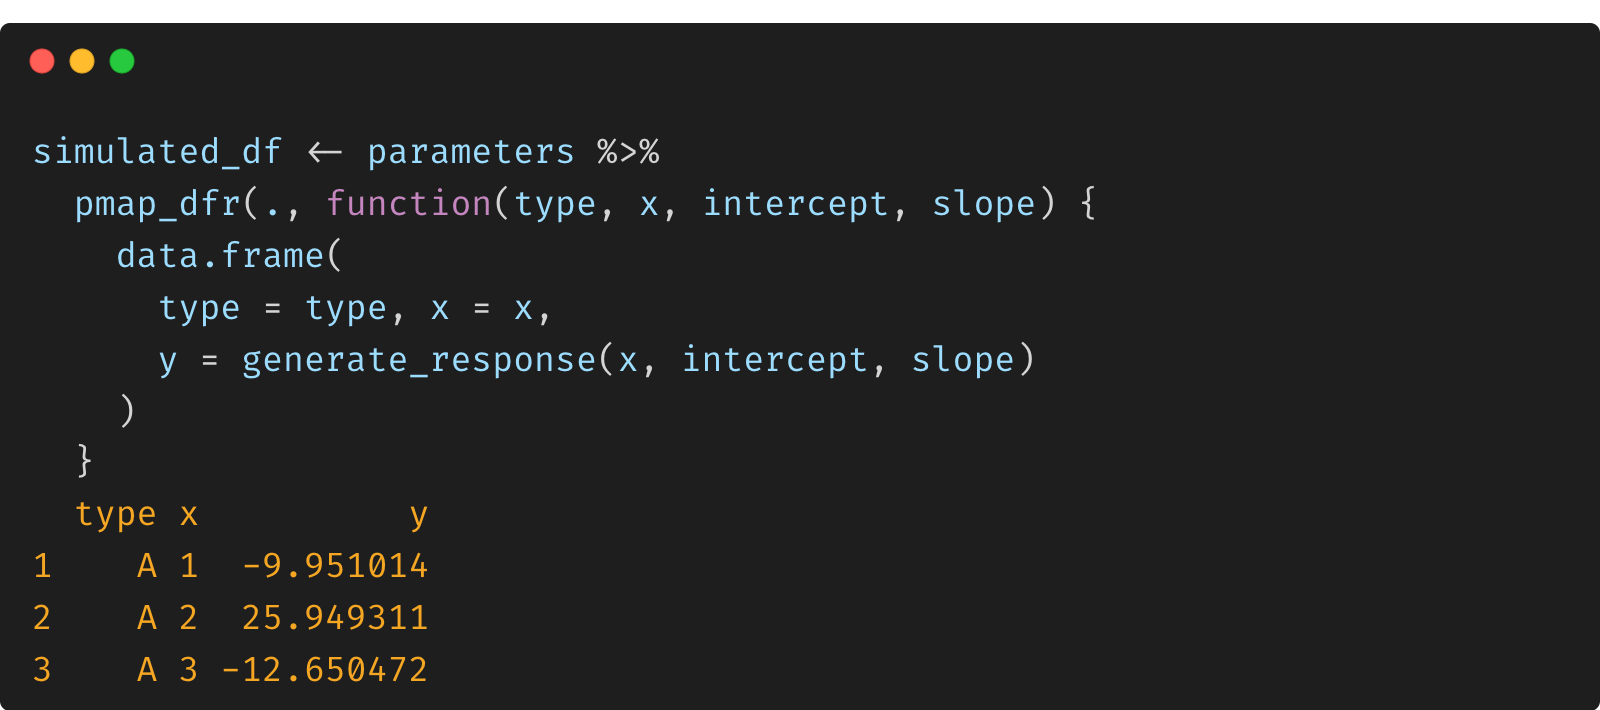 simulated_df <- parameters %>%
  pmap_dfr(., function(type, x, intercept, slope) {
    data.frame(
      type = type, x = x,
      y = generate_response(x, intercept, slope)
    )
  }
  type x          y
1    A 1  -9.951014
2    A 2  25.949311
3    A 3 -12.650472